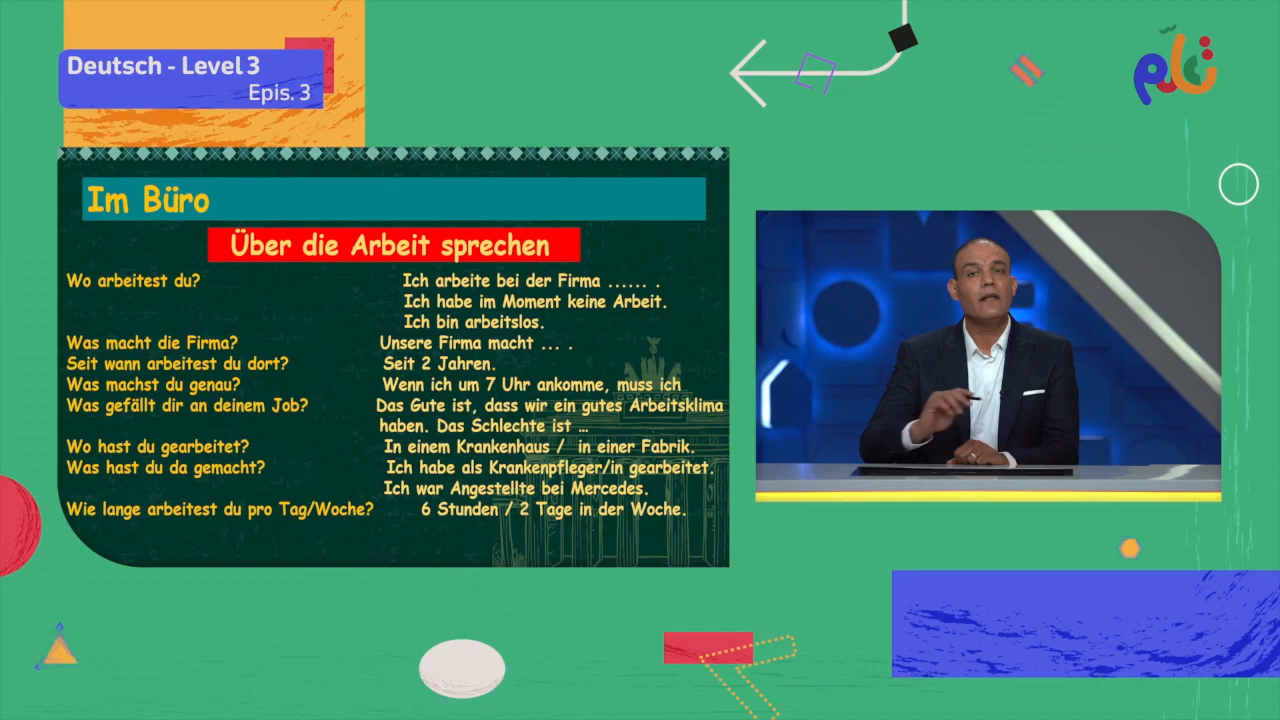 Deutsch - Level 3
Epis. 3
تعلم
Im Büro
Über die Arbeit sprechen
Wo arbeitest du? Ich arbeite bei der Firma ...... .
Ich habe im Moment keine Arbeit.
Ich bin arbeitslos.
Was macht die Firma? Unsere Firma macht ... .
Seit wann arbeitest du dort? Seit 2 Jahren.
Was machst du genau? Wenn ich um 7 Uhr ankomme, muss ich
Was gefällt dir an deinem Job? Das Gute ist, dass wir ein gutes Arbeitsklima
haben. Das Schlechte ist ...
Wo hast du gearbeitet? In einem Krankenhaus / in einer Fabrik.
Was hast du da gemacht? Ich habe als Krankenpfleger/in gearbeitet.
Ich war Angestellte bei Mercedes.
Wie lange arbeitest du pro Tag/Woche? 6 Stunden / 2 Tage in der Woche.